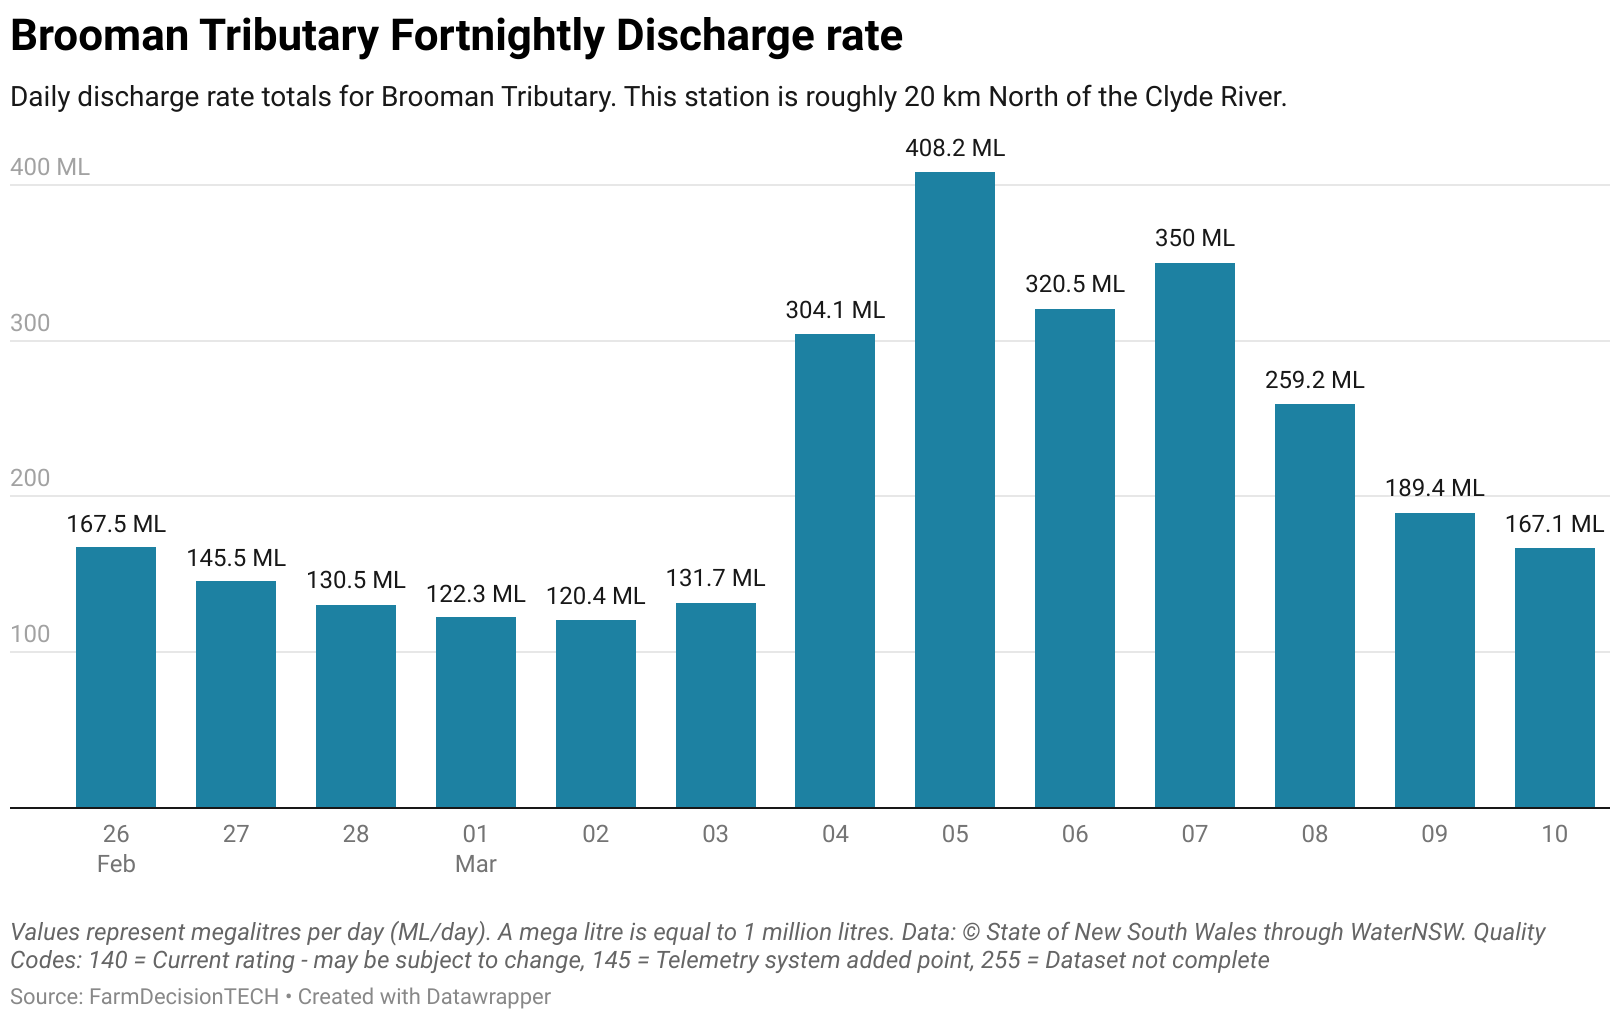 Brooman Tributary Fortnightly Discharge rate
Daily discharge rate totals for Brooman Tributary. This station is roughly 20 km North of the Clyde River.
408.2 ML
400 ML
350 ML
320.5 ML
304.1 ML
300
259.2 ML
200
189.4 ML
167.5 ML
167.1 ML
145.5 ML
130.5 ML
131.7 ML
122.3 ML
120.4 ML
100
26 27 28 01 02 03 04 05 06 07 08 09 10
Feb Mar
Values represent megalitres per day (ML/day). A mega litre is equal to 1 million litres. Data: © State of New South Wales through WaterNSW. Quality
Codes: 140 = Current rating - may be subject to change, 145 = Telemetry system added point, 255 = Dataset not complete
Source: FarmDecisionTECH • Created with Datawrapper